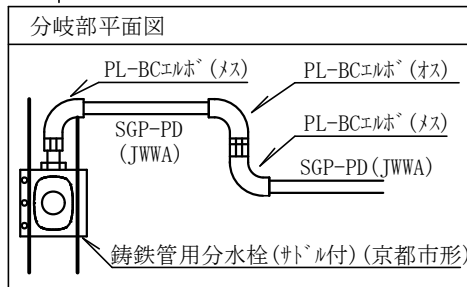 分岐部平面図
PL-BCｴﾙﾎﾞ(ﾒｽ)
PL-BCｴﾙﾎﾞ(ｵｽ)
SGP-PD
(JWWA)
PL-BCｴﾙﾎﾞ(ﾒｽ)
SGP-PD(JWWA)
鋳鉄管用分水栓(ｻﾄﾞﾙ付)(京都市形)